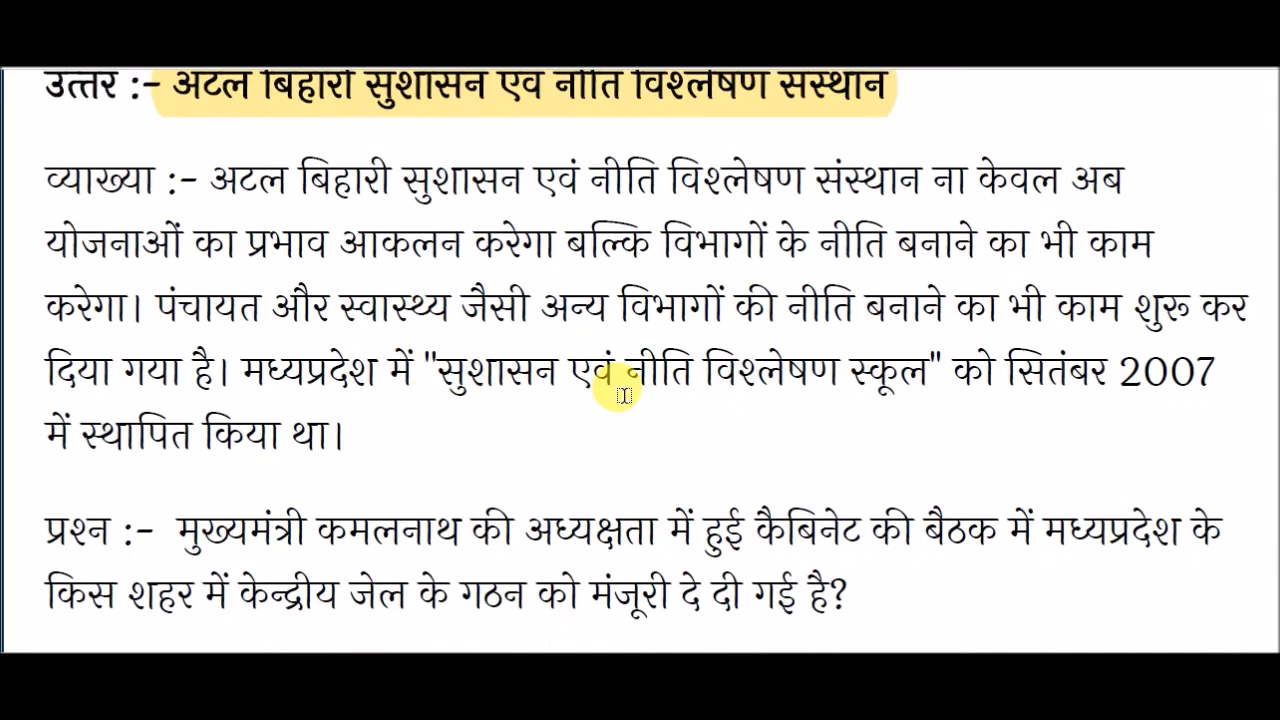 उत्तर :- अटल बिहारी सुशासन एवं नीति विश्लेषण संस्थान
व्याख्या :- अटल बिहारी सुशासन एवं नीति विश्लेषण संस्थान ना केवल अब
योजनाओं का प्रभाव आकलन करेगा बल्कि विभागों के नीति बनाने का भी काम
करेगा। पंचायत और स्वास्थ्य जैसी अन्य विभागों की नीति बनाने का भी काम शुरू कर
दिया गया है। मध्यप्रदेश में "सुशासन एवं नीति विश्लेषण स्कूल" को सितंबर 2007
में स्थापित किया था।
प्रश्न :- मुख्यमंत्री कमलनाथ की अध्यक्षता में हुई कैबिनेट की बैठक में मध्यप्रदेश के
किस शहर में केन्द्रीय जेल के गठन को मंजूरी दे दी गई है?